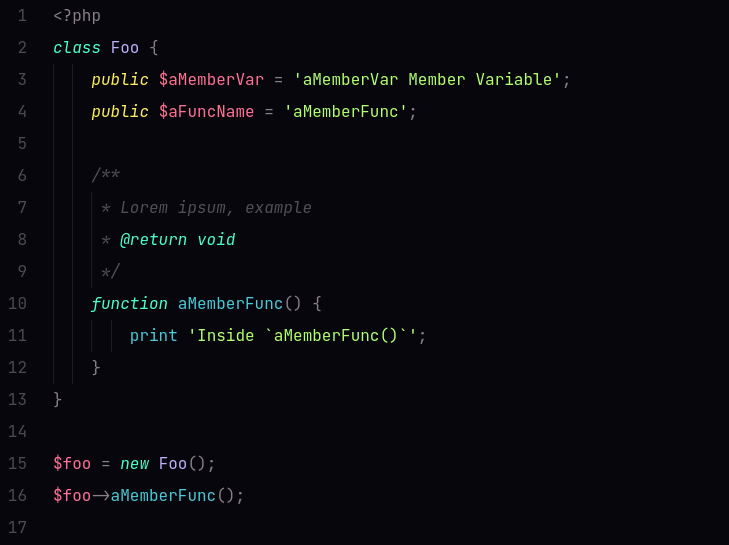 1 <?php
2 class Foo {
3     public $aMemberVar = 'aMemberVar Member Variable';
4     public $aFuncName = 'aMemberFunc';
5
6     /**
7      * Lorem ipsum, example
8      * @return void
9      */
10     function aMemberFunc() {
11         print 'Inside `aMemberFunc()`';
12     }
13 }
14
15 $foo = new Foo();
16 $foo->aMemberFunc();
17